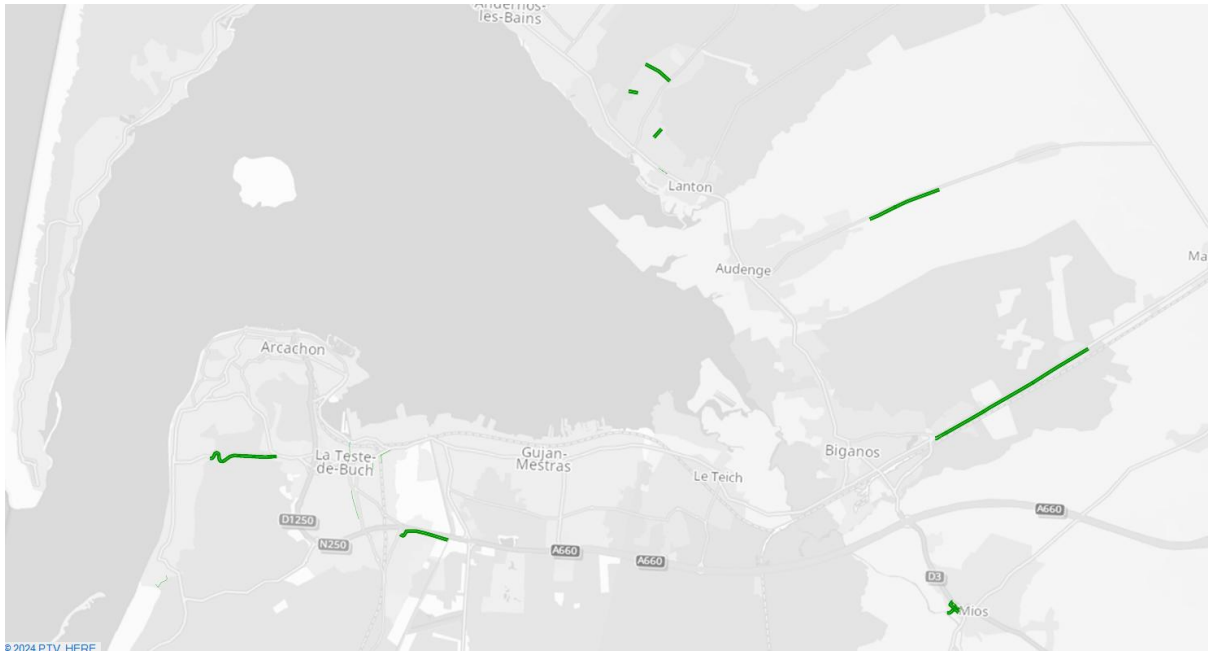 Andernos-
les-Bains
Lanton
Audenge
Ma
Arcachon
La Teste-
de-Buch
Gujan-
Mestras
Le Teich
Biganos
D1250
N250
A660
A660
A660
D3
Mios
© 2024 PTV, HERE